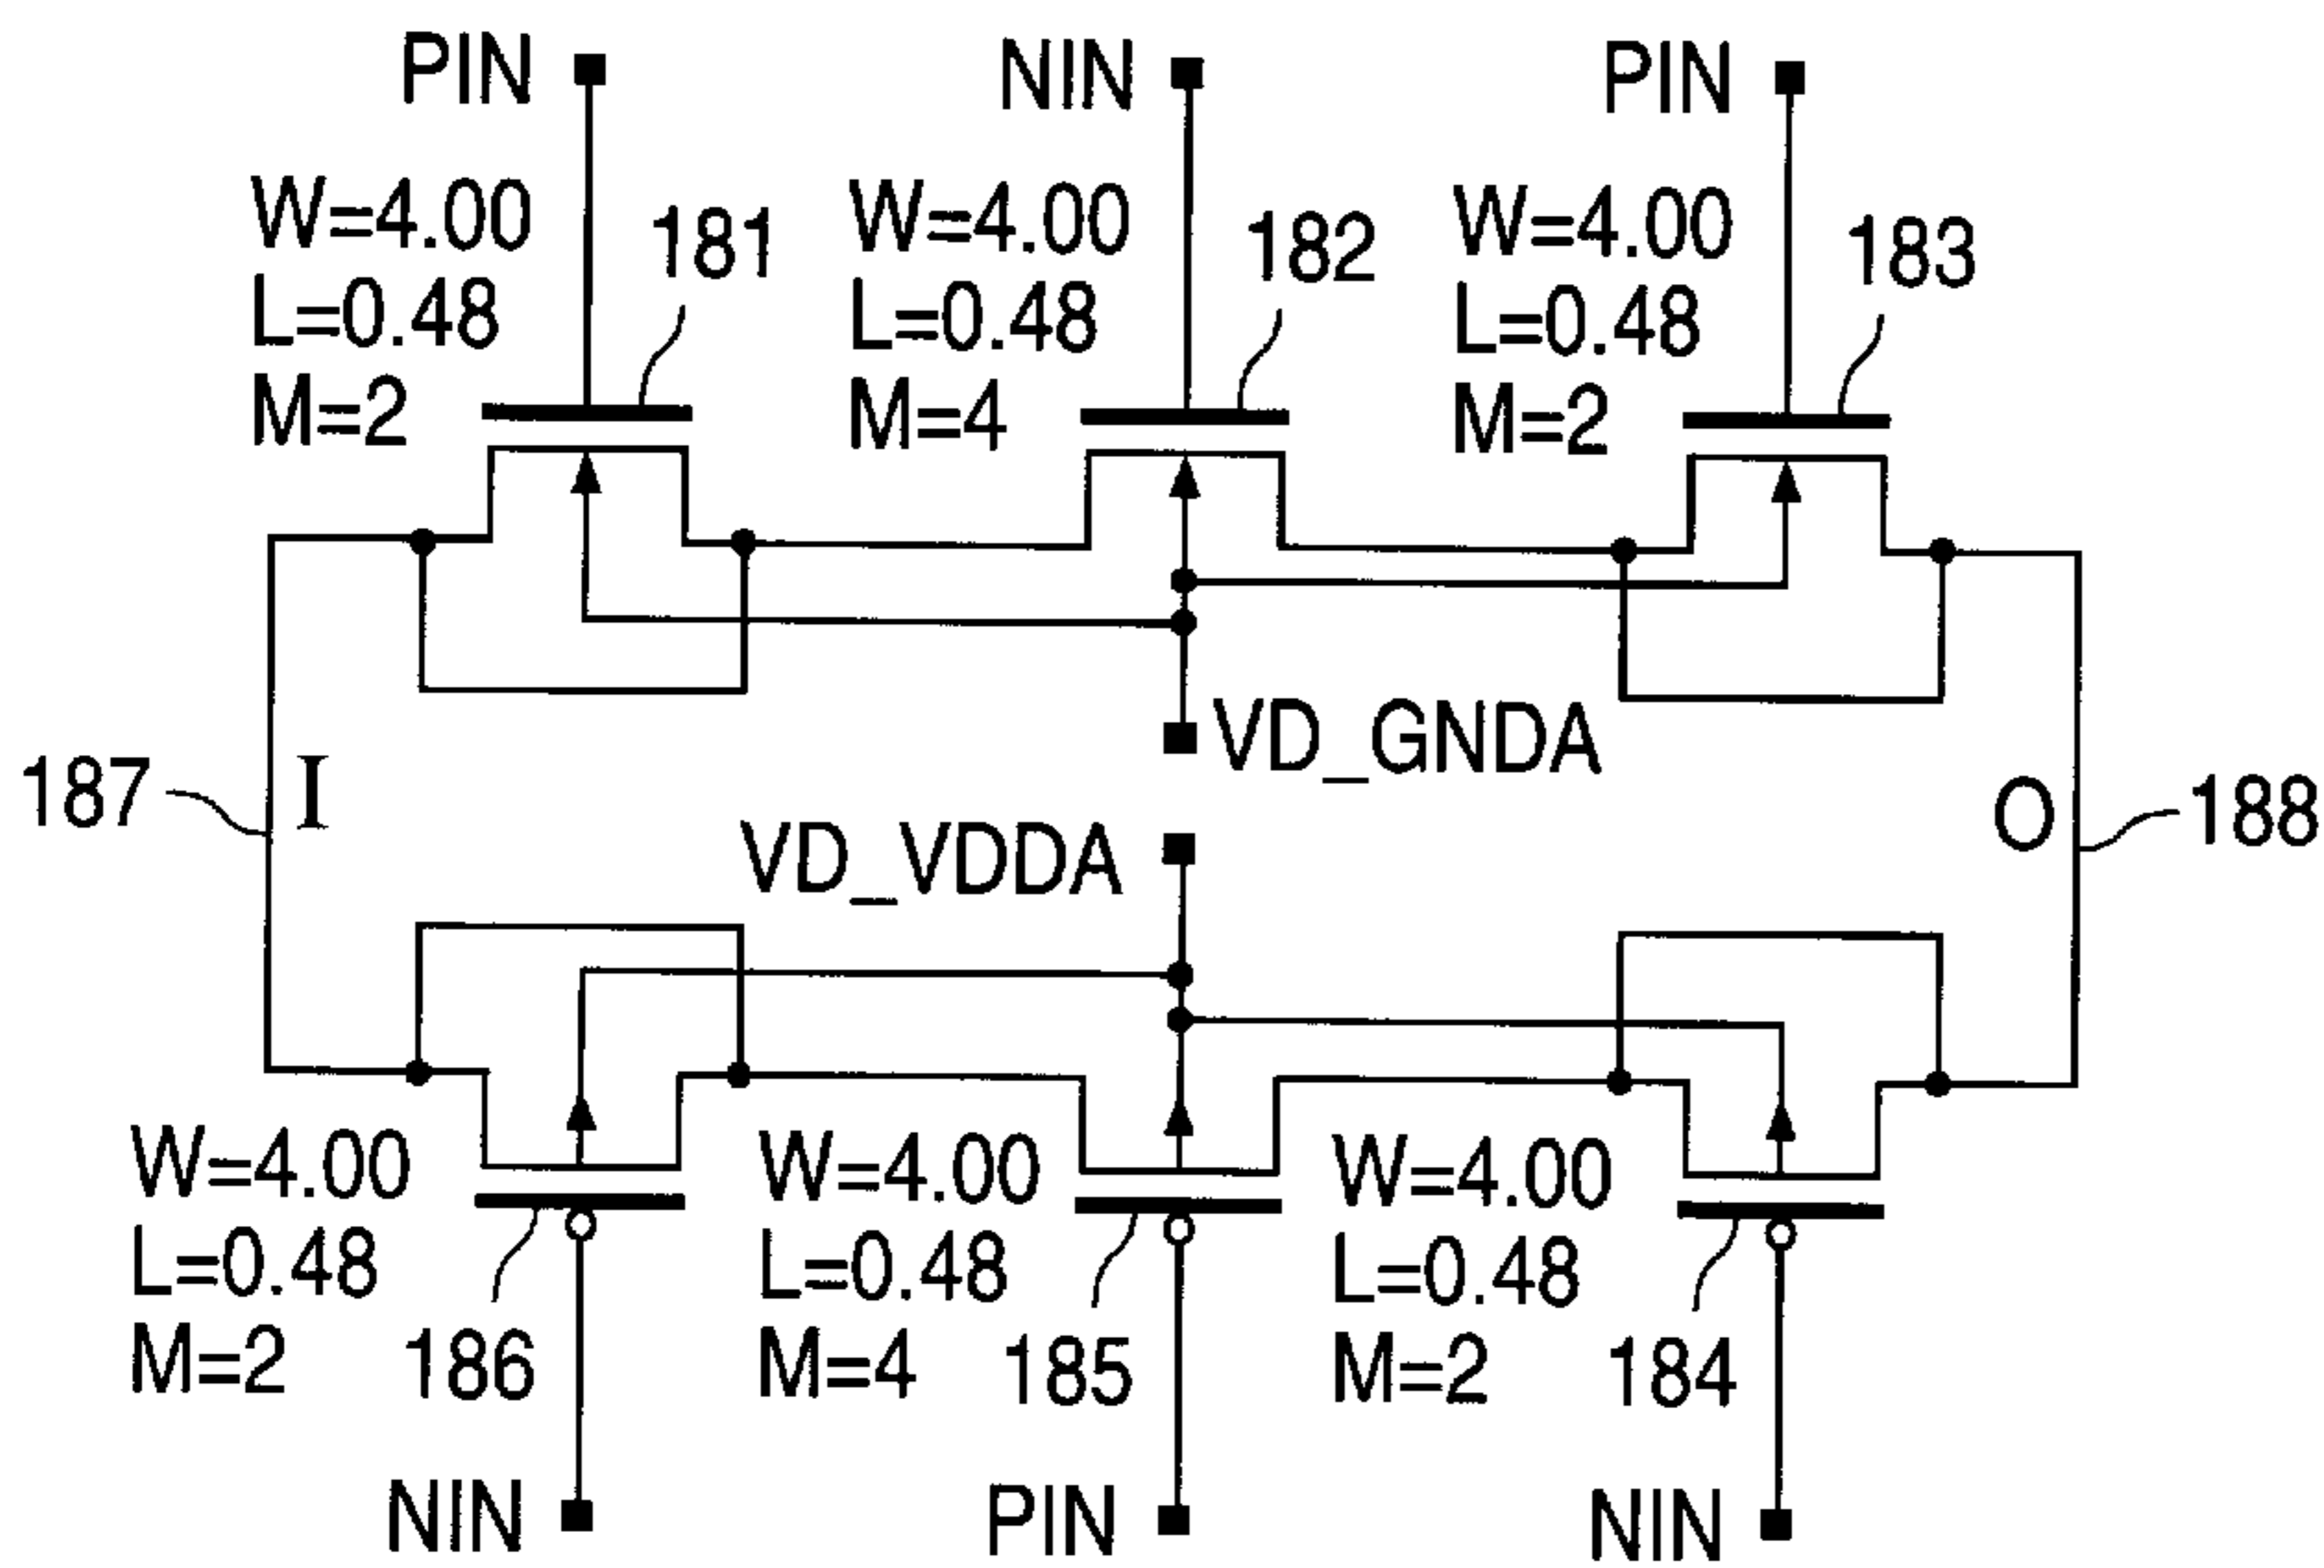 PIN
NIN
PIN
W=4.00
L=0.48
M=2
181
W=4.00
L=0.48
M=4
182
W=4.00
L=0.48
M=2
183
VD_GNDA
187
I
O
188
VD_VDDA
W=4.00
L=0.48
M=2
186
W=4.00
L=0.48
M=4
185
W=4.00
L=0.48
M=2
184
NIN
PIN
NIN